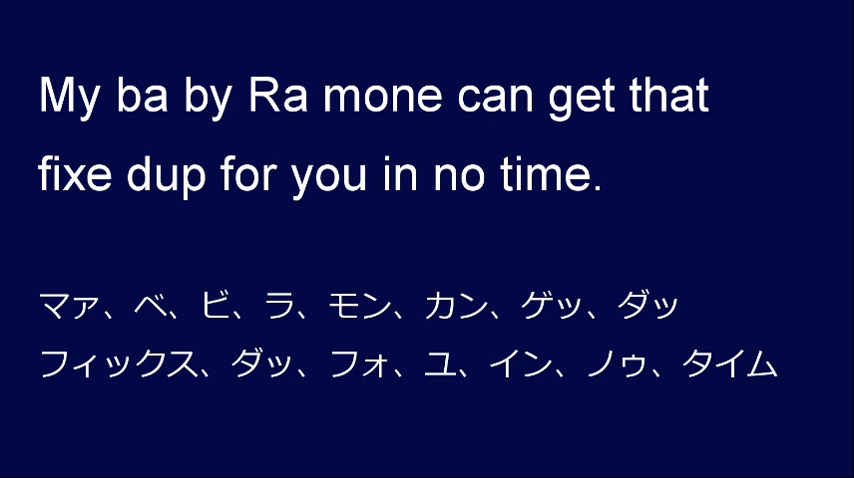 My ba by Ra mone can get that
fixe dup for you in no time.
マァ、ベ、ビ、ラ、モン、カン、ゲッ、ダッ
フィックス、ダッ、フォ、ユ、イン、ノゥ、タイム